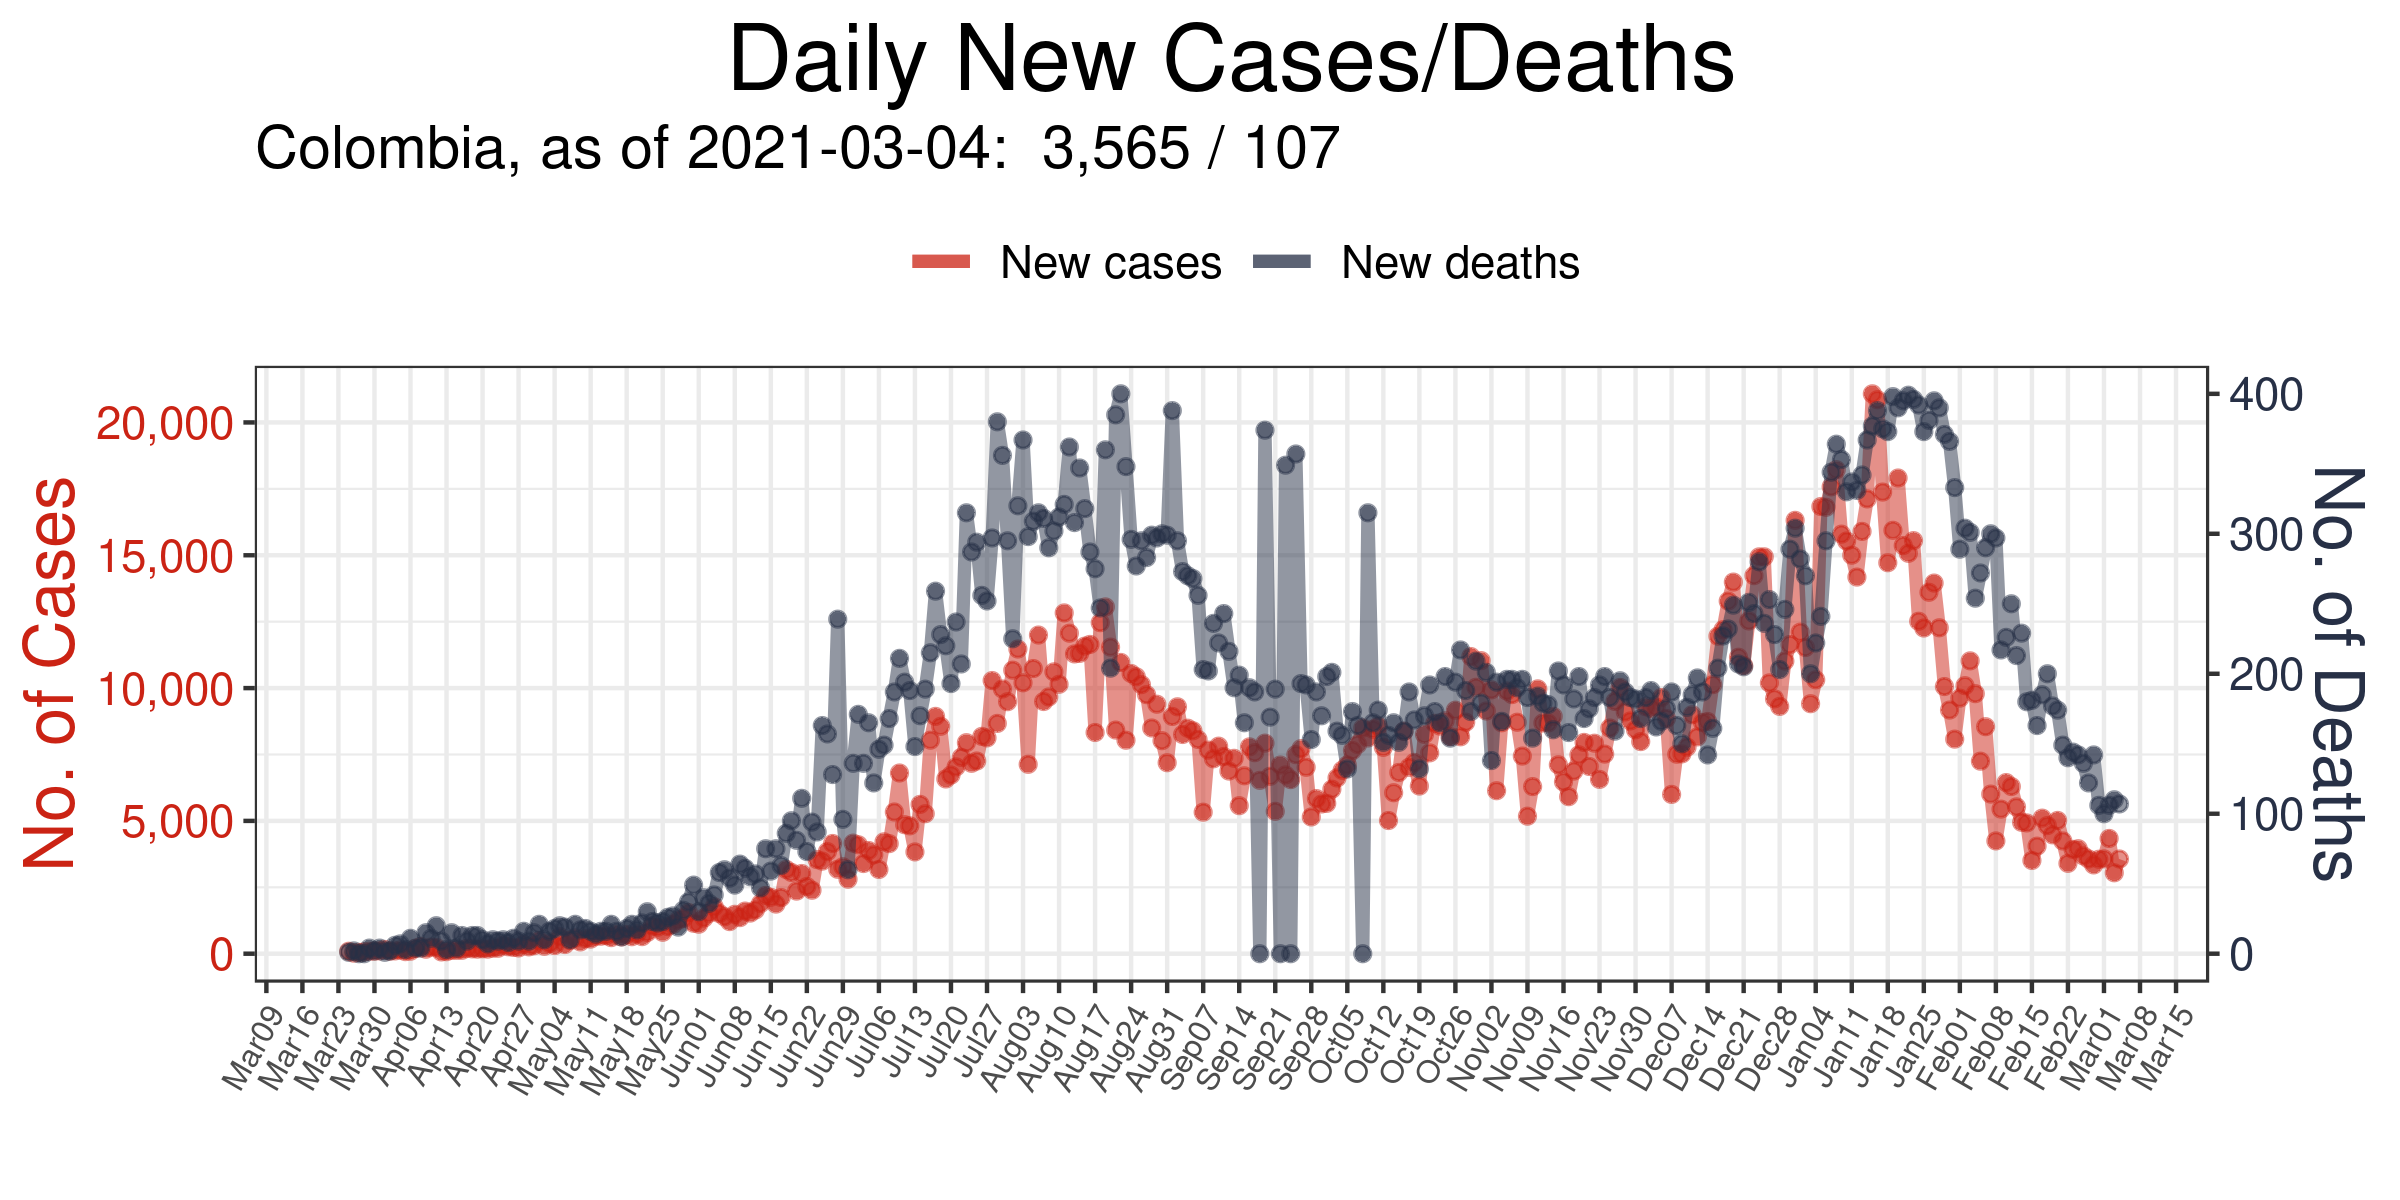 Daily New Cases/Deaths
Colombia, as of 2021-03-04:  3,565 / 107
New cases
New deaths
No. of Cases
20,000
15,000
10,000
5,000
0
400
300
200
100
0
No. of Deaths
Mar09
Mar16
Mar23
Mar30
Apr06
Apr13
Apr20
Apr27
May04
May11
May18
May25
Jun01
Jun08
Jun15
Jun22
Jun29
Jul06
Jul13
Jul20
Jul27
Aug03
Aug10
Aug17
Aug24
Aug31
Sep07
Sep14
Sep21
Sep28
Oct05
Oct12
Oct19
Oct26
Nov02
Nov09
Nov16
Nov23
Nov30
Dec07
Dec14
Dec21
Dec28
Jan04
Jan11
Jan18
Jan25
Feb01
Feb08
Feb15
Feb22
Mar01
Mar08
Mar15